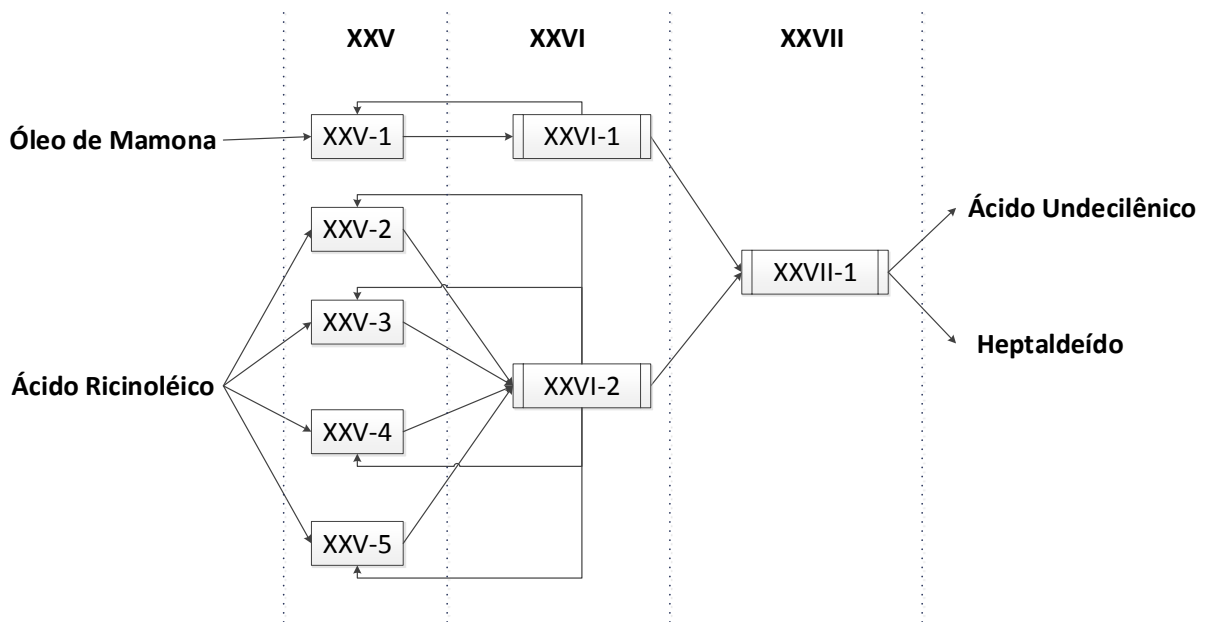 XXV
XXVI
XXVII
Óleo de Mamona
XXV-1
XXVI-1
XXV-2
Ácido Undecilênico
XXVII-1
XXV-3
Heptaldeído
Ácido Ricinoléico
XXVI-2
XXV-4
XXV-5